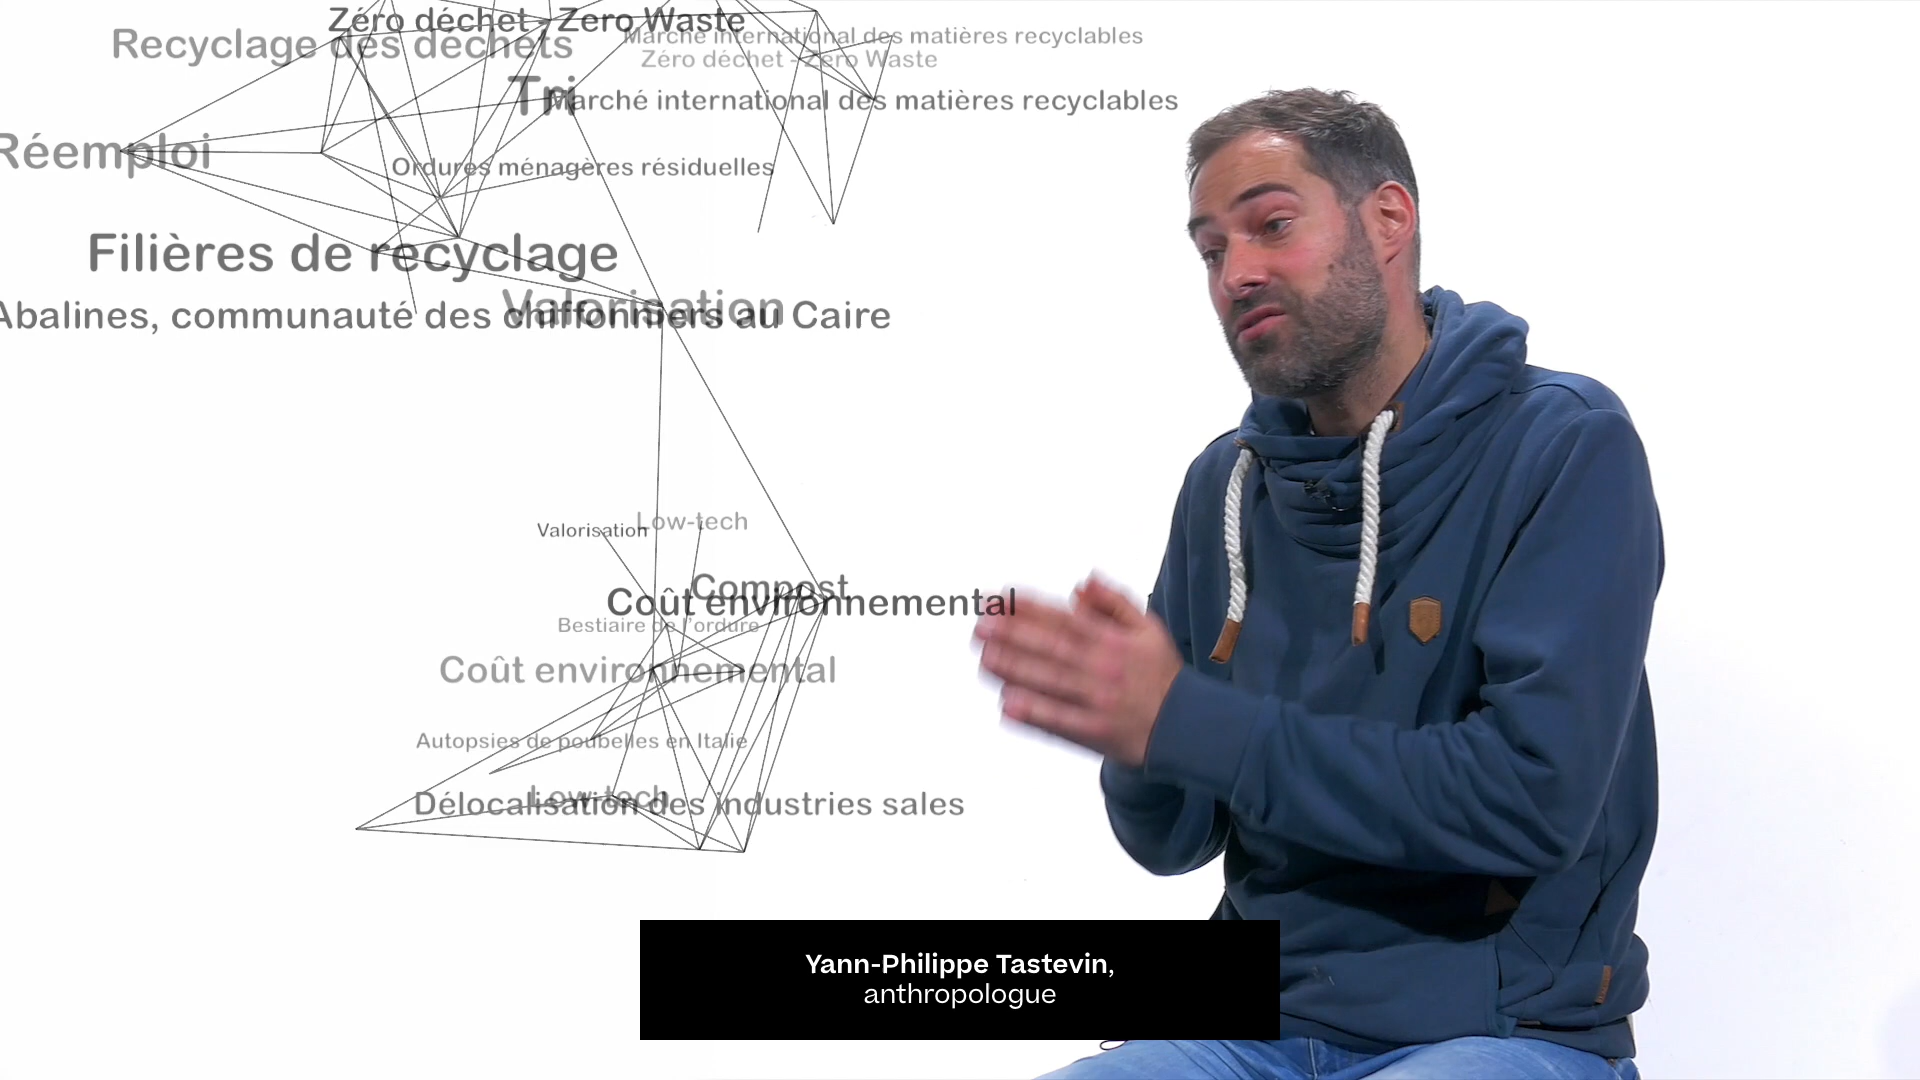 Zéro déchet - Zero Waste
Recyclage des déchets
Marché international des matières recyclables
Zéro déchet - Zero Waste
Tri
Marché international des matières recyclables
Réemploi
Ordures ménagères résiduelles
Filières de recyclage
Valorisation
Abalines, communauté des chiffonniers au Caire
Low-tech
Valorisation
Compost
Coût environnemental
Bestiaire de l'ordure
Coût environnemental
Autopsies de poubelles en Italie
Low-tech
Délocalisation des industries sales
Yann-Philippe Tastevin,
anthropologue